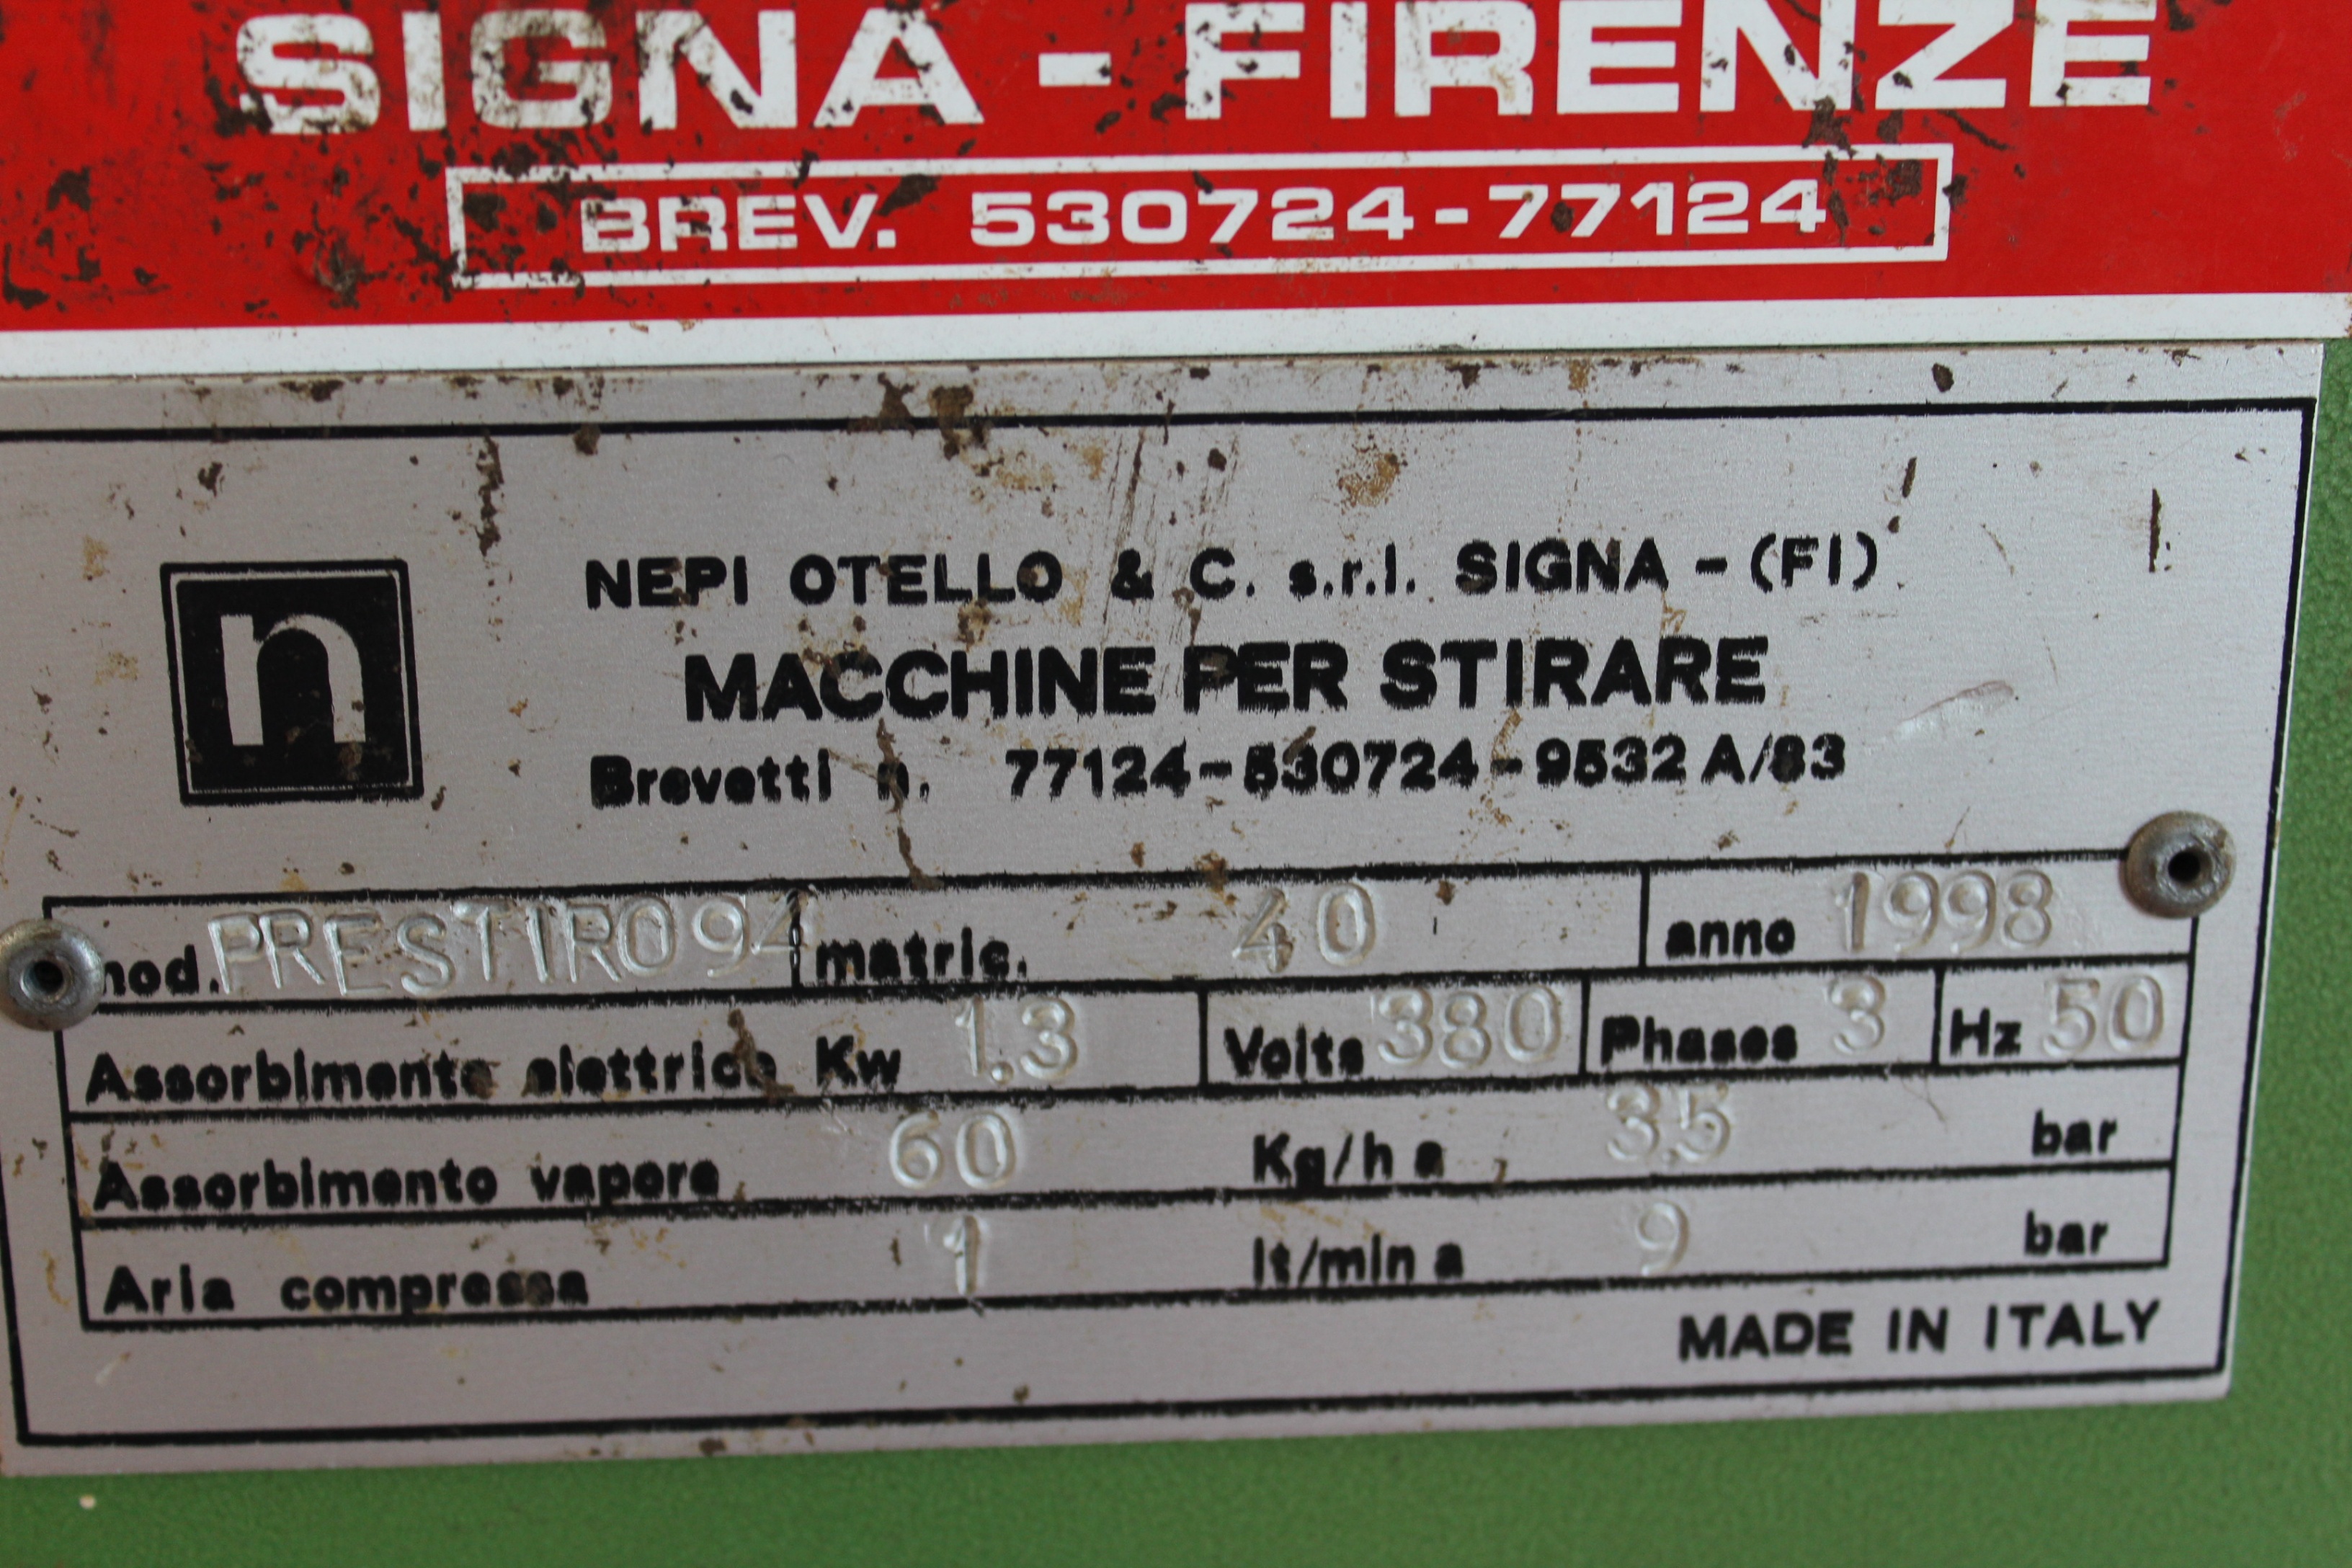 SIGNA - FIRENZE
BREV. 530724-77124
n
NEPI OTELLO & C. s.r.l. SIGNA - (FI)
MACCHINE PER STIRARE
Brevetti n. 77124-530724-9532 A/83
mod. PRESTIRO94 matric. 40 anno 1998
Assorbimento elettrico Kw 1.3 Volts 380 Phases 3 Hz 50
Assorbimento vapore 60 Kg/h a 3.5 bar
Aria compressa 1 lt/min a 9 bar
MADE IN ITALY